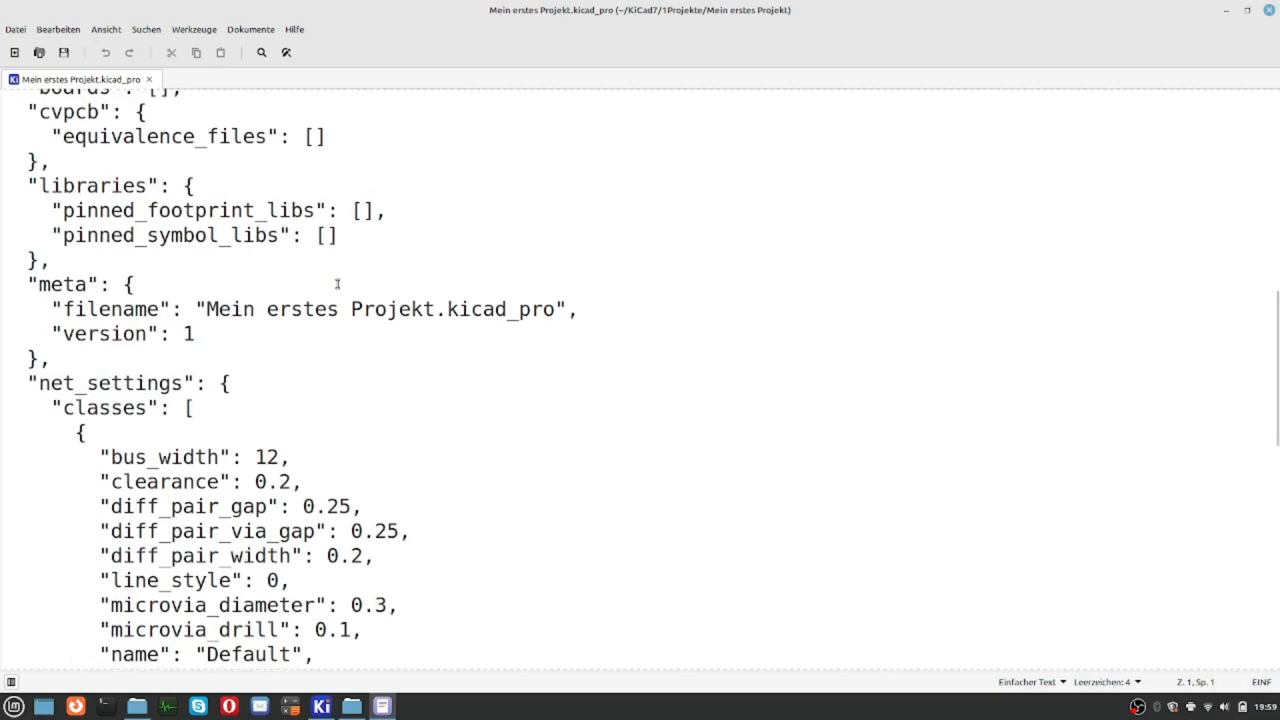 Mein erstes Projekt.kicad_pro (~/KiCad7/1Projekte/Mein erstes Projekt)
Datei Bearbeiten Ansicht Suchen Werkzeuge Dokumente Hilfe
Mein erstes Projekt.kicad_pro ×
"boards": [],
"cvpcb": {
"equivalence_files": []
},
"libraries": {
"pinned_footprint_libs": [],
"pinned_symbol_libs": []
},
"meta": {
"filename": "Mein erstes Projekt.kicad_pro",
"version": 1
},
"net_settings": {
"classes": [
{
"bus_width": 12,
"clearance": 0.2,
"diff_pair_gap": 0.25,
"diff_pair_via_gap": 0.25,
"diff_pair_width": 0.2,
"line_style": 0,
"microvia_diameter": 0.3,
"microvia_drill": 0.1,
"name": "Default",
Einfacher Text Leerzeichen: 4 Z. 1, Sp. 1 EINF
Ki 19:59